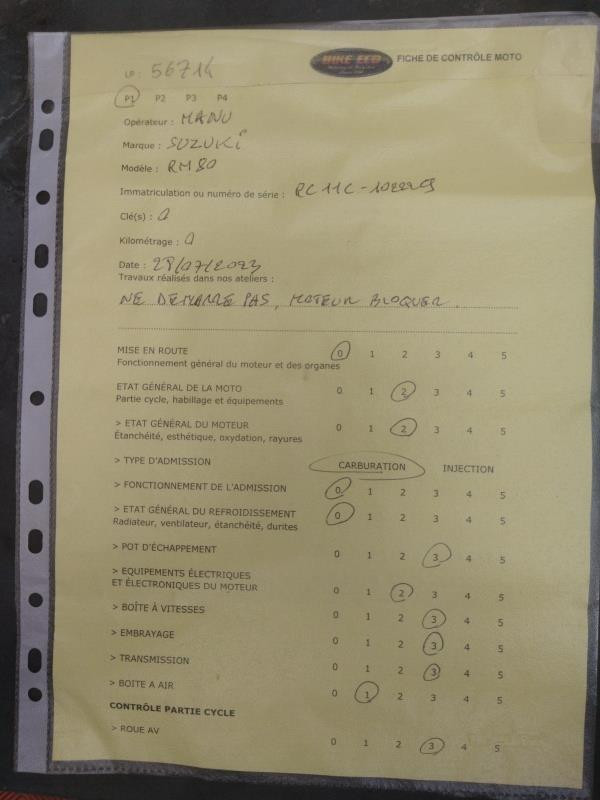 LP : 56714
BIKE ECO
FICHE DE CONTRÔLE MOTO
P1 P2 P3 P4
Opérateur : MANU
Marque : SUZUKI
Modèle : RM80
Immatriculation ou numéro de série : RC11C-
Clé(s) : 0
Kilométrage : 0
Date : 28/07/2023
Travaux réalisés dans nos ateliers :
NE DEMARRE PAS, MOTEUR BLOQUER.
MISE EN ROUTE 0 1 2 3 4 5
Fonctionnement général du moteur et des organes
ETAT GÉNÉRAL DE LA MOTO 0 1 2 3 4 5
Partie cycle, habillage et équipements
> ETAT GÉNÉRAL DU MOTEUR 0 1 2 3 4 5
Étanchéité, esthétique, oxydation, rayures
> TYPE D'ADMISSION CARBURATION INJECTION
> FONCTIONNEMENT DE L'ADMISSION 0 1 2 3 4 5
> ETAT GÉNÉRAL DU REFROIDISSEMENT 0 1 2 3 4 5
Radiateur, ventilateur, étanchéité, durites
> POT D'ÉCHAPPEMENT 0 1 2 3 4 5
> EQUIPEMENTS ÉLECTRIQUES
ET ÉLECTRONIQUES DU MOTEUR 0 1 2 3 4 5
> BOÎTE À VITESSES 0 1 2 3 4 5
> EMBRAYAGE 0 1 2 3 4 5
> TRANSMISSION 0 1 2 3 4 5
> BOITE A AIR 0 1 2 3 4 5
CONTRÔLE PARTIE CYCLE
> ROUE AV 0 1 2 3 4 5